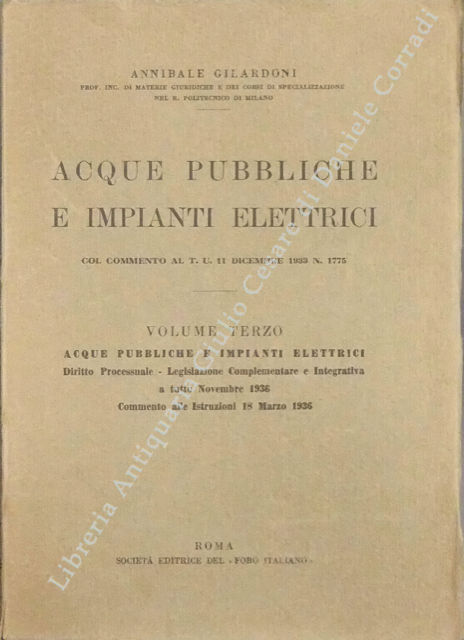 ANNIBALE GILARDONI
PROF. INC. DI MATERIE GIURIDICHE E DEI CORSI DI SPECIALIZZAZIONE
NEL R. POLITECNICO DI MILANO
ACQUE PUBBLICHE
E IMPIANTI ELETTRICI
COL COMMENTO AL T. U. 11 DICEMBRE 1933 N. 1775
VOLUME TERZO
ACQUE PUBBLICHE E IMPIANTI ELETTRICI
Diritto Processuale - Legislazione Complementare e Integrativa
a tutto Novembre 1936
Commento alle Istruzioni 18 Marzo 1936
ROMA
SOCIETÀ EDITRICE DEL «FORO ITALIANO»
Libreria Antiquaria Giulio Cesare di Daniele Corradi